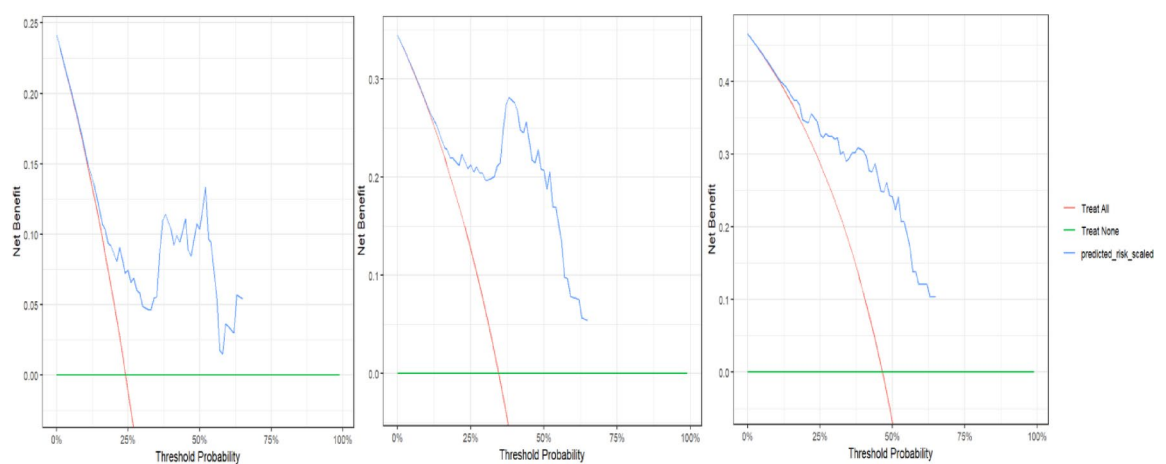 Net Benefit
0.25
0.20
0.15
0.10
0.05
0.00
0% 25% 50% 75% 100%
Threshold Probability
Net Benefit
0.3
0.2
0.1
0.0
0% 25% 50% 75% 100%
Threshold Probability
Net Benefit
0.4
0.3
0.2
0.1
0.0
0% 25% 50% 75% 100%
Threshold Probability
Treat All
Treat None
predicted_risk_scaled